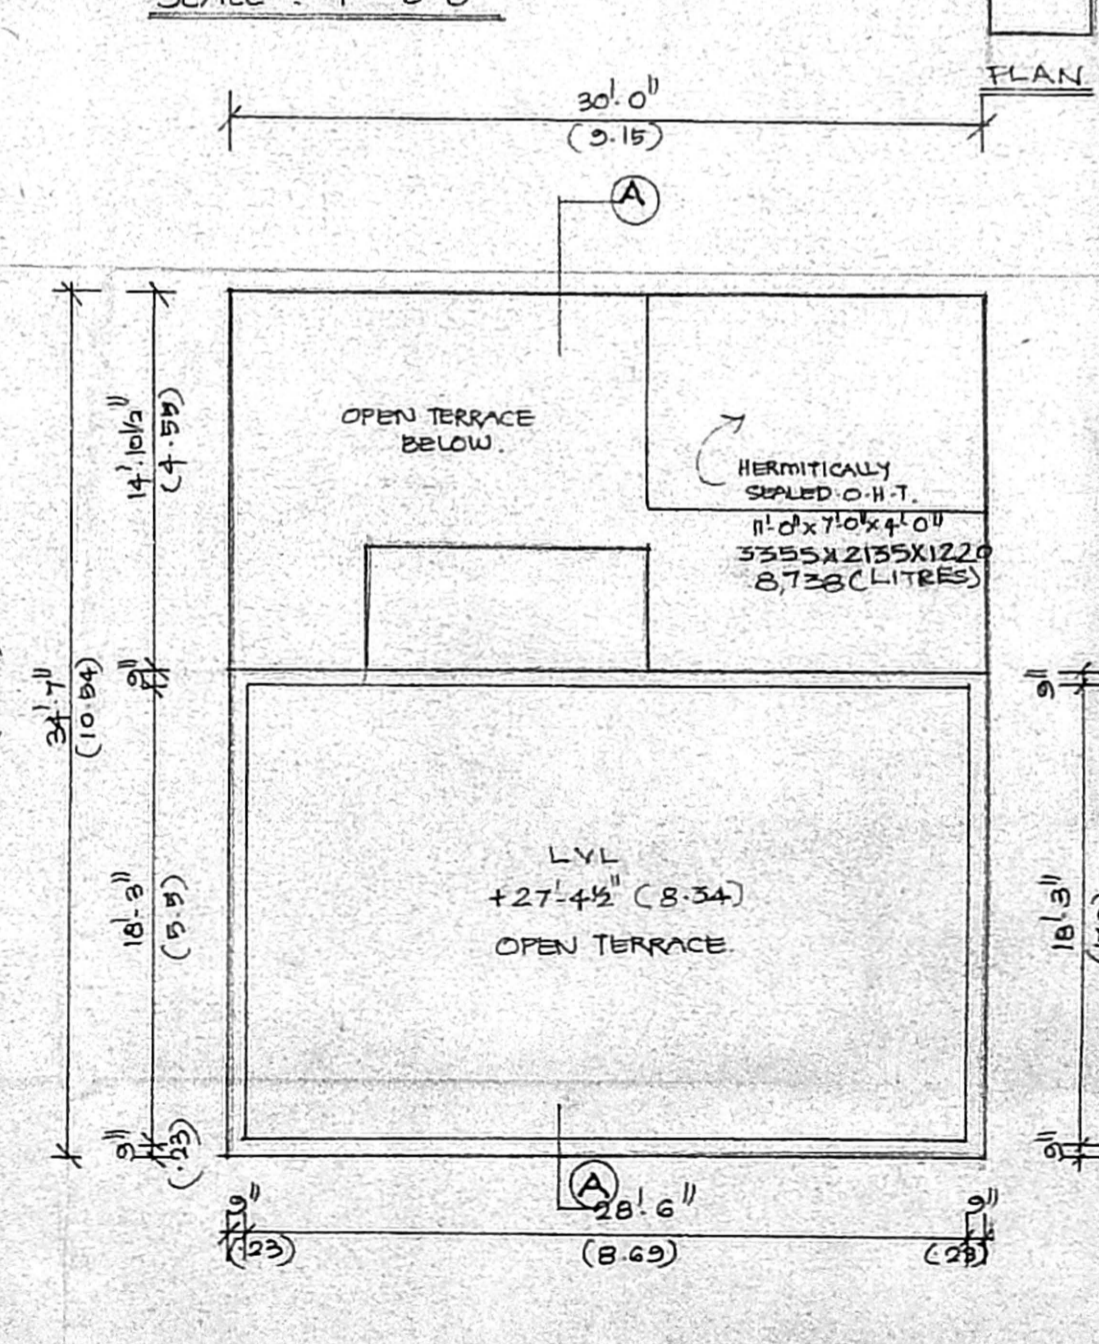 PLAN
30'-0"
(9.15)
A
14'-10½"
(4.55)
OPEN TERRACE
BELOW.
HERMITICALLY
SEALED O.H.T.
11'-0"x7'-0"x4'-0"
3355X2135X1220
8,738(LITRES)
34'-7"
(10.54)
9"
9"
LVL
+27'-4½" (8.34)
OPEN TERRACE.
18'-3"
(5.5)
18'-3"
9"
(.23)
9"
A
9"
28'-6"
9"
(.23)
(8.69)
(.23)